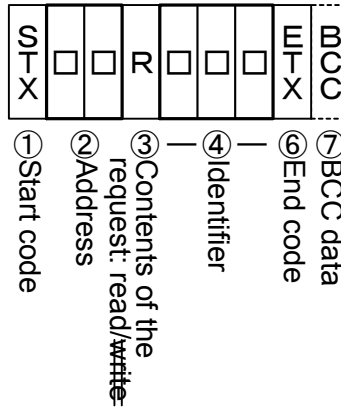 STX □ □ R □ □ □ ETX BCC
①Start code
②Address
③Contents of the
request: read/write
④Identifier
⑥End code
⑦BCC data